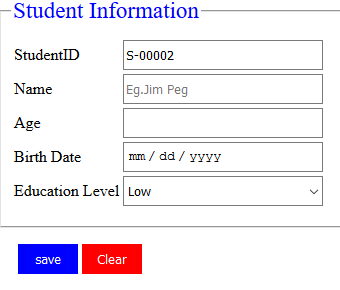 Student Information
StudentID S-00002
Name Eg.Jim Peg
Age
Birth Date mm / dd / yyyy
Education Level Low
save Clear